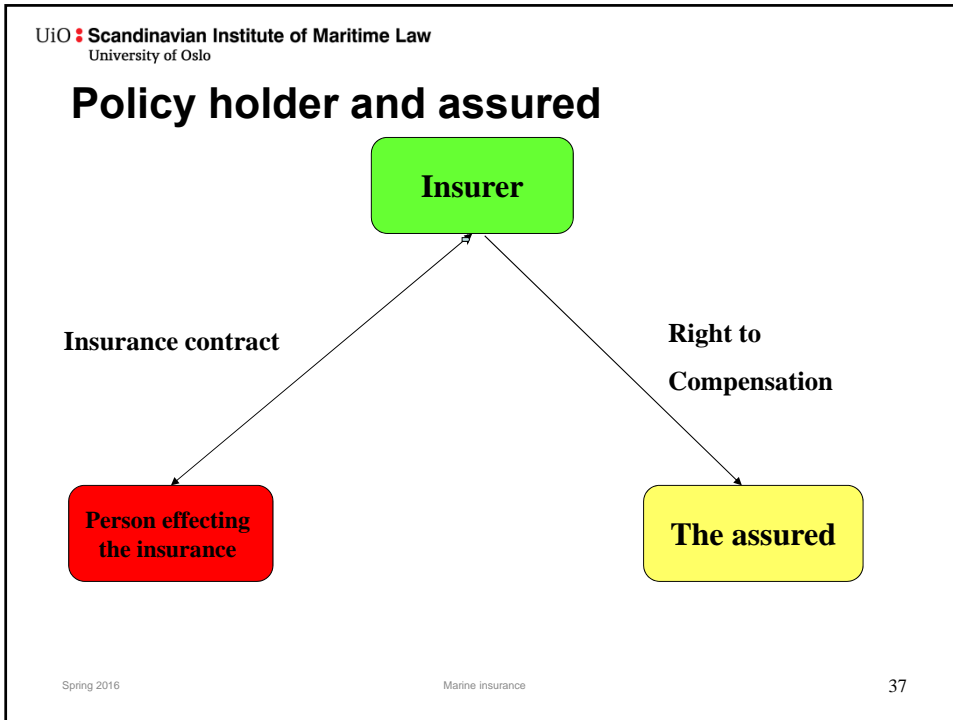 UiO Scandinavian Institute of Maritime Law
University of Oslo
Policy holder and assured
Insurer
Insurance contract
Right to
Compensation
Person effecting
the insurance
The assured
Spring 2016
Marine insurance
37